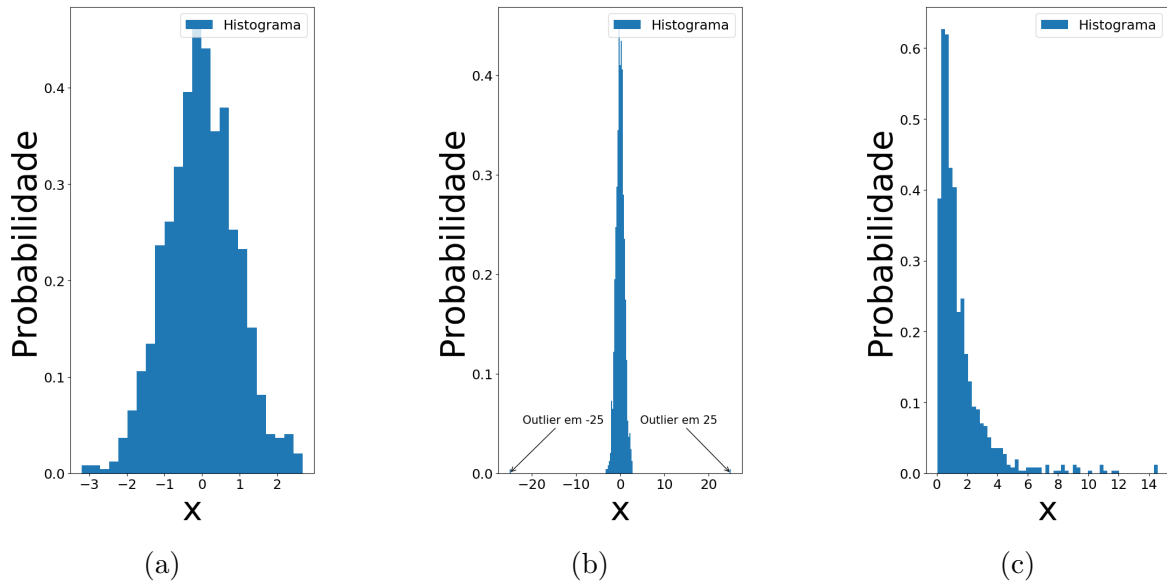 Histograma
Probabilidade
0.4
0.3
0.2
0.1
0.0
−3 −2 −1 0 1 2
x
(a)
Histograma
Probabilidade
0.4
0.3
0.2
0.1
0.0
Outlier em -25
Outlier em 25
−20 −10 0 10 20
x
(b)
Histograma
Probabilidade
0.6
0.5
0.4
0.3
0.2
0.1
0.0
0 2 4 6 8 10 12 14
x
(c)